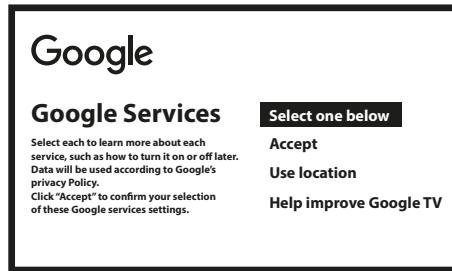 Google
Google Services
Select each to learn more about each
service, such as how to turn it on or off later.
Data will be used according to Google's
privacy Policy.
Click “Accept” to confirm your selection
of these Google services settings.
Select one below
Accept
Use location
Help improve Google TV